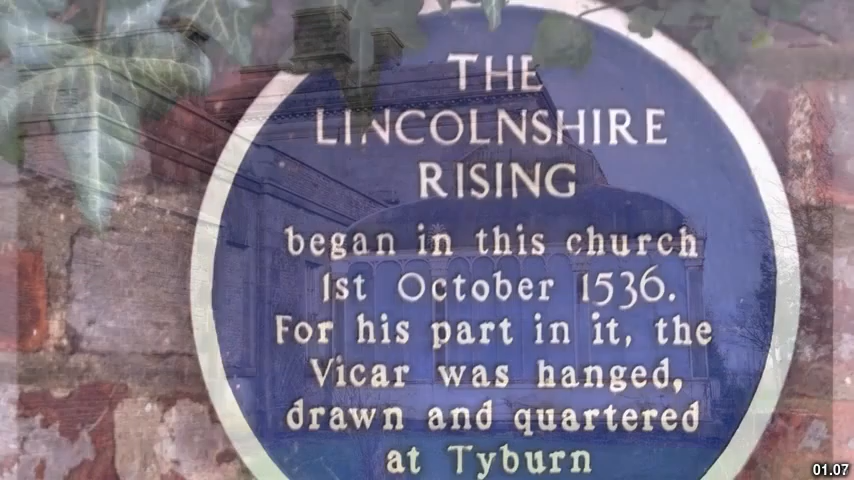 THE
LINCOLNSHIRE
RISING
began in this church
1st October 1536.
For his part in it, the
Vicar was hanged,
drawn and quartered
at Tyburn
01.07